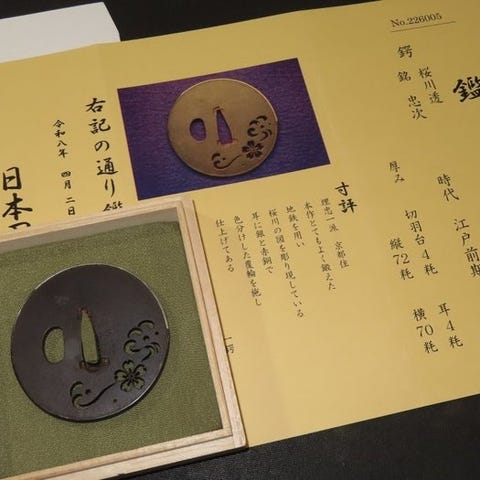 No.226005
鑑
鍔 桜川透
銘 忠次
時代 江戸前期
厚み 切羽台4粍 耳4粍
縦72粍 横70粍
寸評
理忠一派 京都住
本作とてもよく鍛えた
地鉄を用い
桜川の図を彫り現している
耳に銀と赤銅で
色分けした覆輪を施し
仕上げてある
右記の通り鑑
令和八年 四月二日
日本